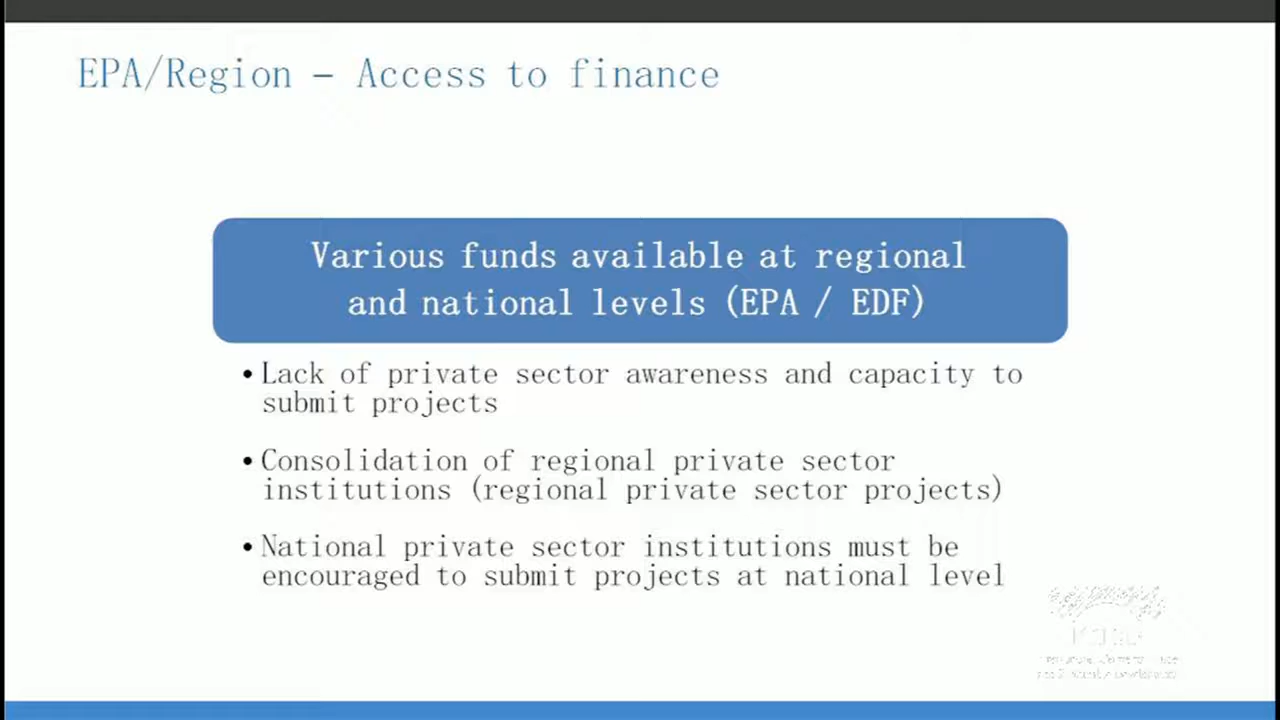 EPA/Region – Access to finance
Various funds available at regional
and national levels (EPA / EDF)
• Lack of private sector awareness and capacity to
submit projects
• Consolidation of regional private sector
institutions (regional private sector projects)
• National private sector institutions must be
encouraged to submit projects at national level